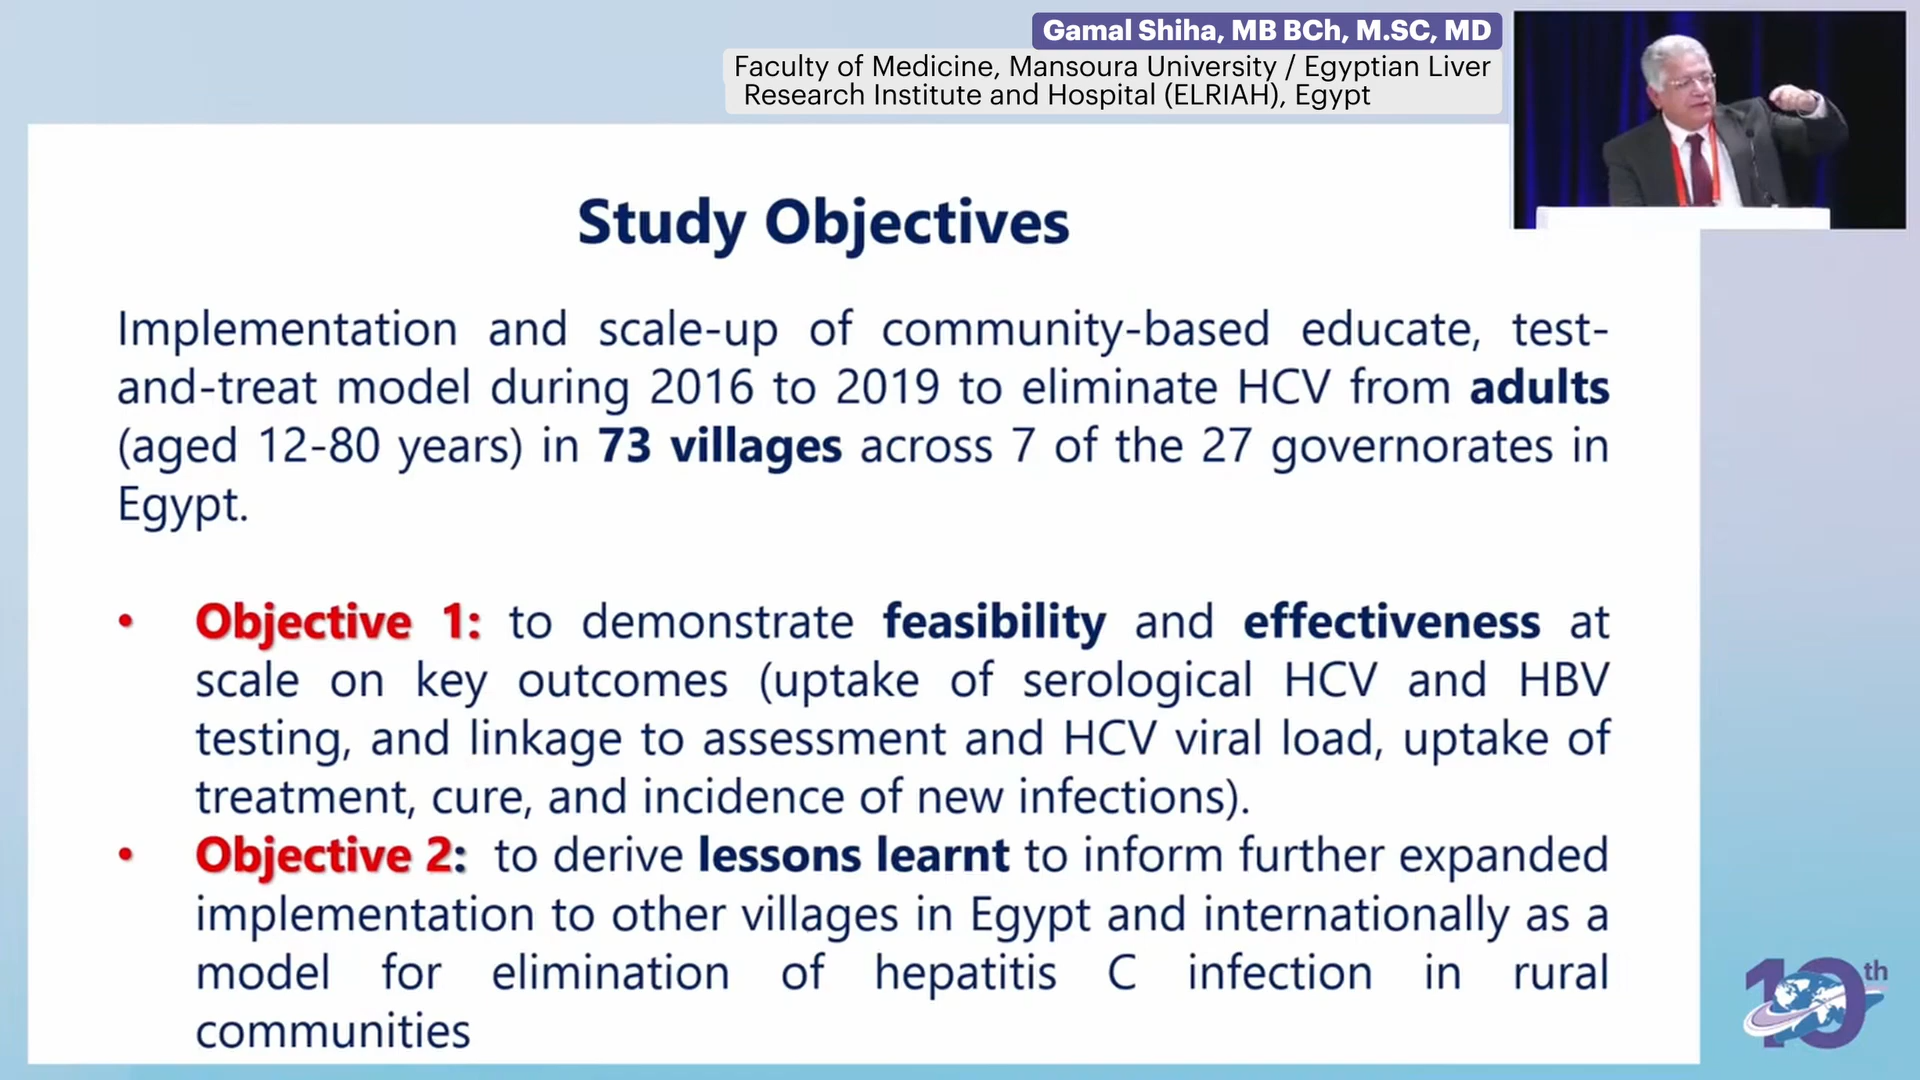 Gamal Shiha, MB BCh, M.SC, MD
Faculty of Medicine, Mansoura University / Egyptian Liver
Research Institute and Hospital (ELRIAH), Egypt
Study Objectives
Implementation and scale-up of community-based educate, test-
and-treat model during 2016 to 2019 to eliminate HCV from adults
(aged 12-80 years) in 73 villages across 7 of the 27 governorates in
Egypt.
• Objective 1: to demonstrate feasibility and effectiveness at
scale on key outcomes (uptake of serological HCV and HBV
testing, and linkage to assessment and HCV viral load, uptake of
treatment, cure, and incidence of new infections).
• Objective 2: to derive lessons learnt to inform further expanded
implementation to other villages in Egypt and internationally as a
model for elimination of hepatitis C infection in rural
communities
10th